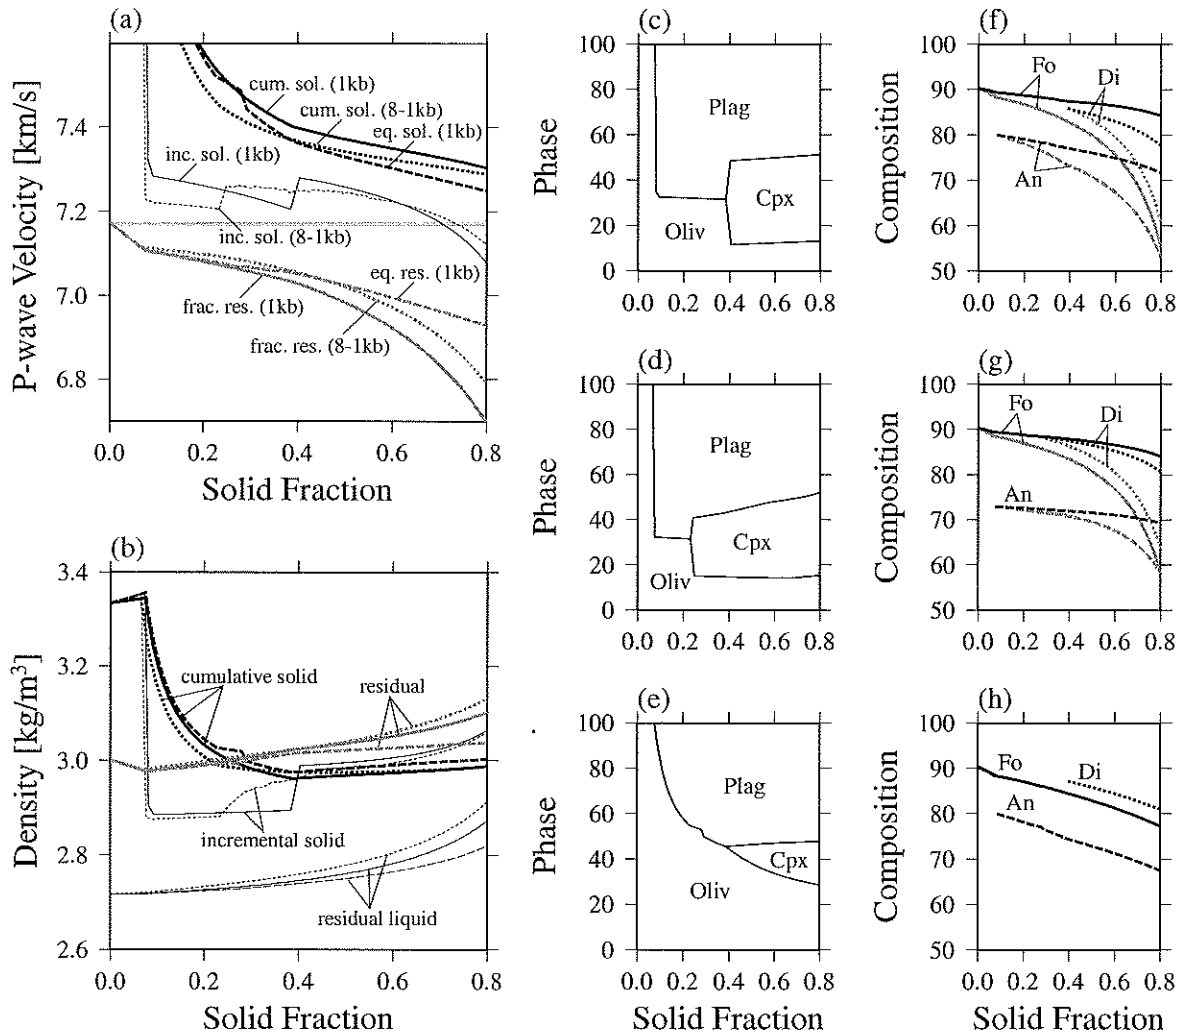 (a)
P-wave Velocity [km/s]
7.4
7.2
7.0
6.8
cum. sol. (1kb)
cum. sol. (8-1kb)
eq. sol. (1kb)
inc. sol. (1kb)
inc. sol. (8-1kb)
eq. res. (1kb)
frac. res. (1kb)
frac. res. (8-1kb)
0.0 0.2 0.4 0.6 0.8
Solid Fraction
(b)
Density [kg/m³]
3.4
3.2
3.0
2.8
2.6
cumulative solid
residual
incremental solid
residual liquid
0.0 0.2 0.4 0.6 0.8
Solid Fraction
(c)
Phase
100
80
60
40
20
0
Plag
Cpx
Oliv
0.0 0.2 0.4 0.6 0.8
(d)
Phase
100
80
60
40
20
0
Plag
Cpx
Oliv
0.0 0.2 0.4 0.6 0.8
(e)
Phase
100
80
60
40
20
0
Plag
Cpx
Oliv
0.0 0.2 0.4 0.6 0.8
Solid Fraction
(f)
Composition
100
90
80
70
60
50
Fo
Di
An
0.0 0.2 0.4 0.6 0.8
(g)
Composition
100
90
80
70
60
50
Fo
Di
An
0.0 0.2 0.4 0.6 0.8
(h)
Composition
100
90
80
70
60
50
Fo
Di
An
0.0 0.2 0.4 0.6 0.8
Solid Fraction